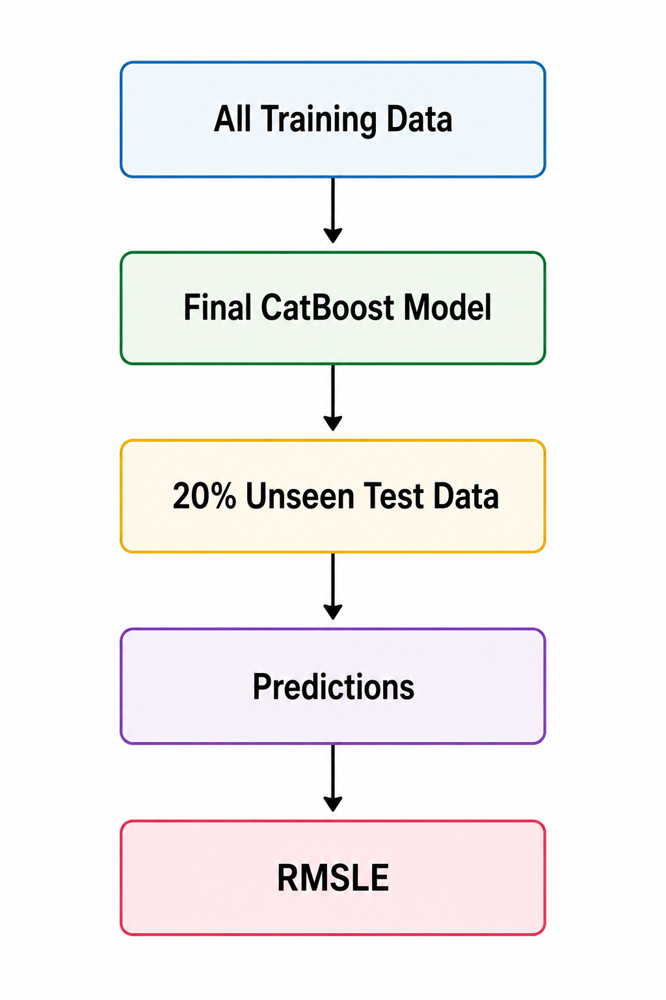 All Training Data
Final CatBoost Model
20% Unseen Test Data
Predictions
RMSLE